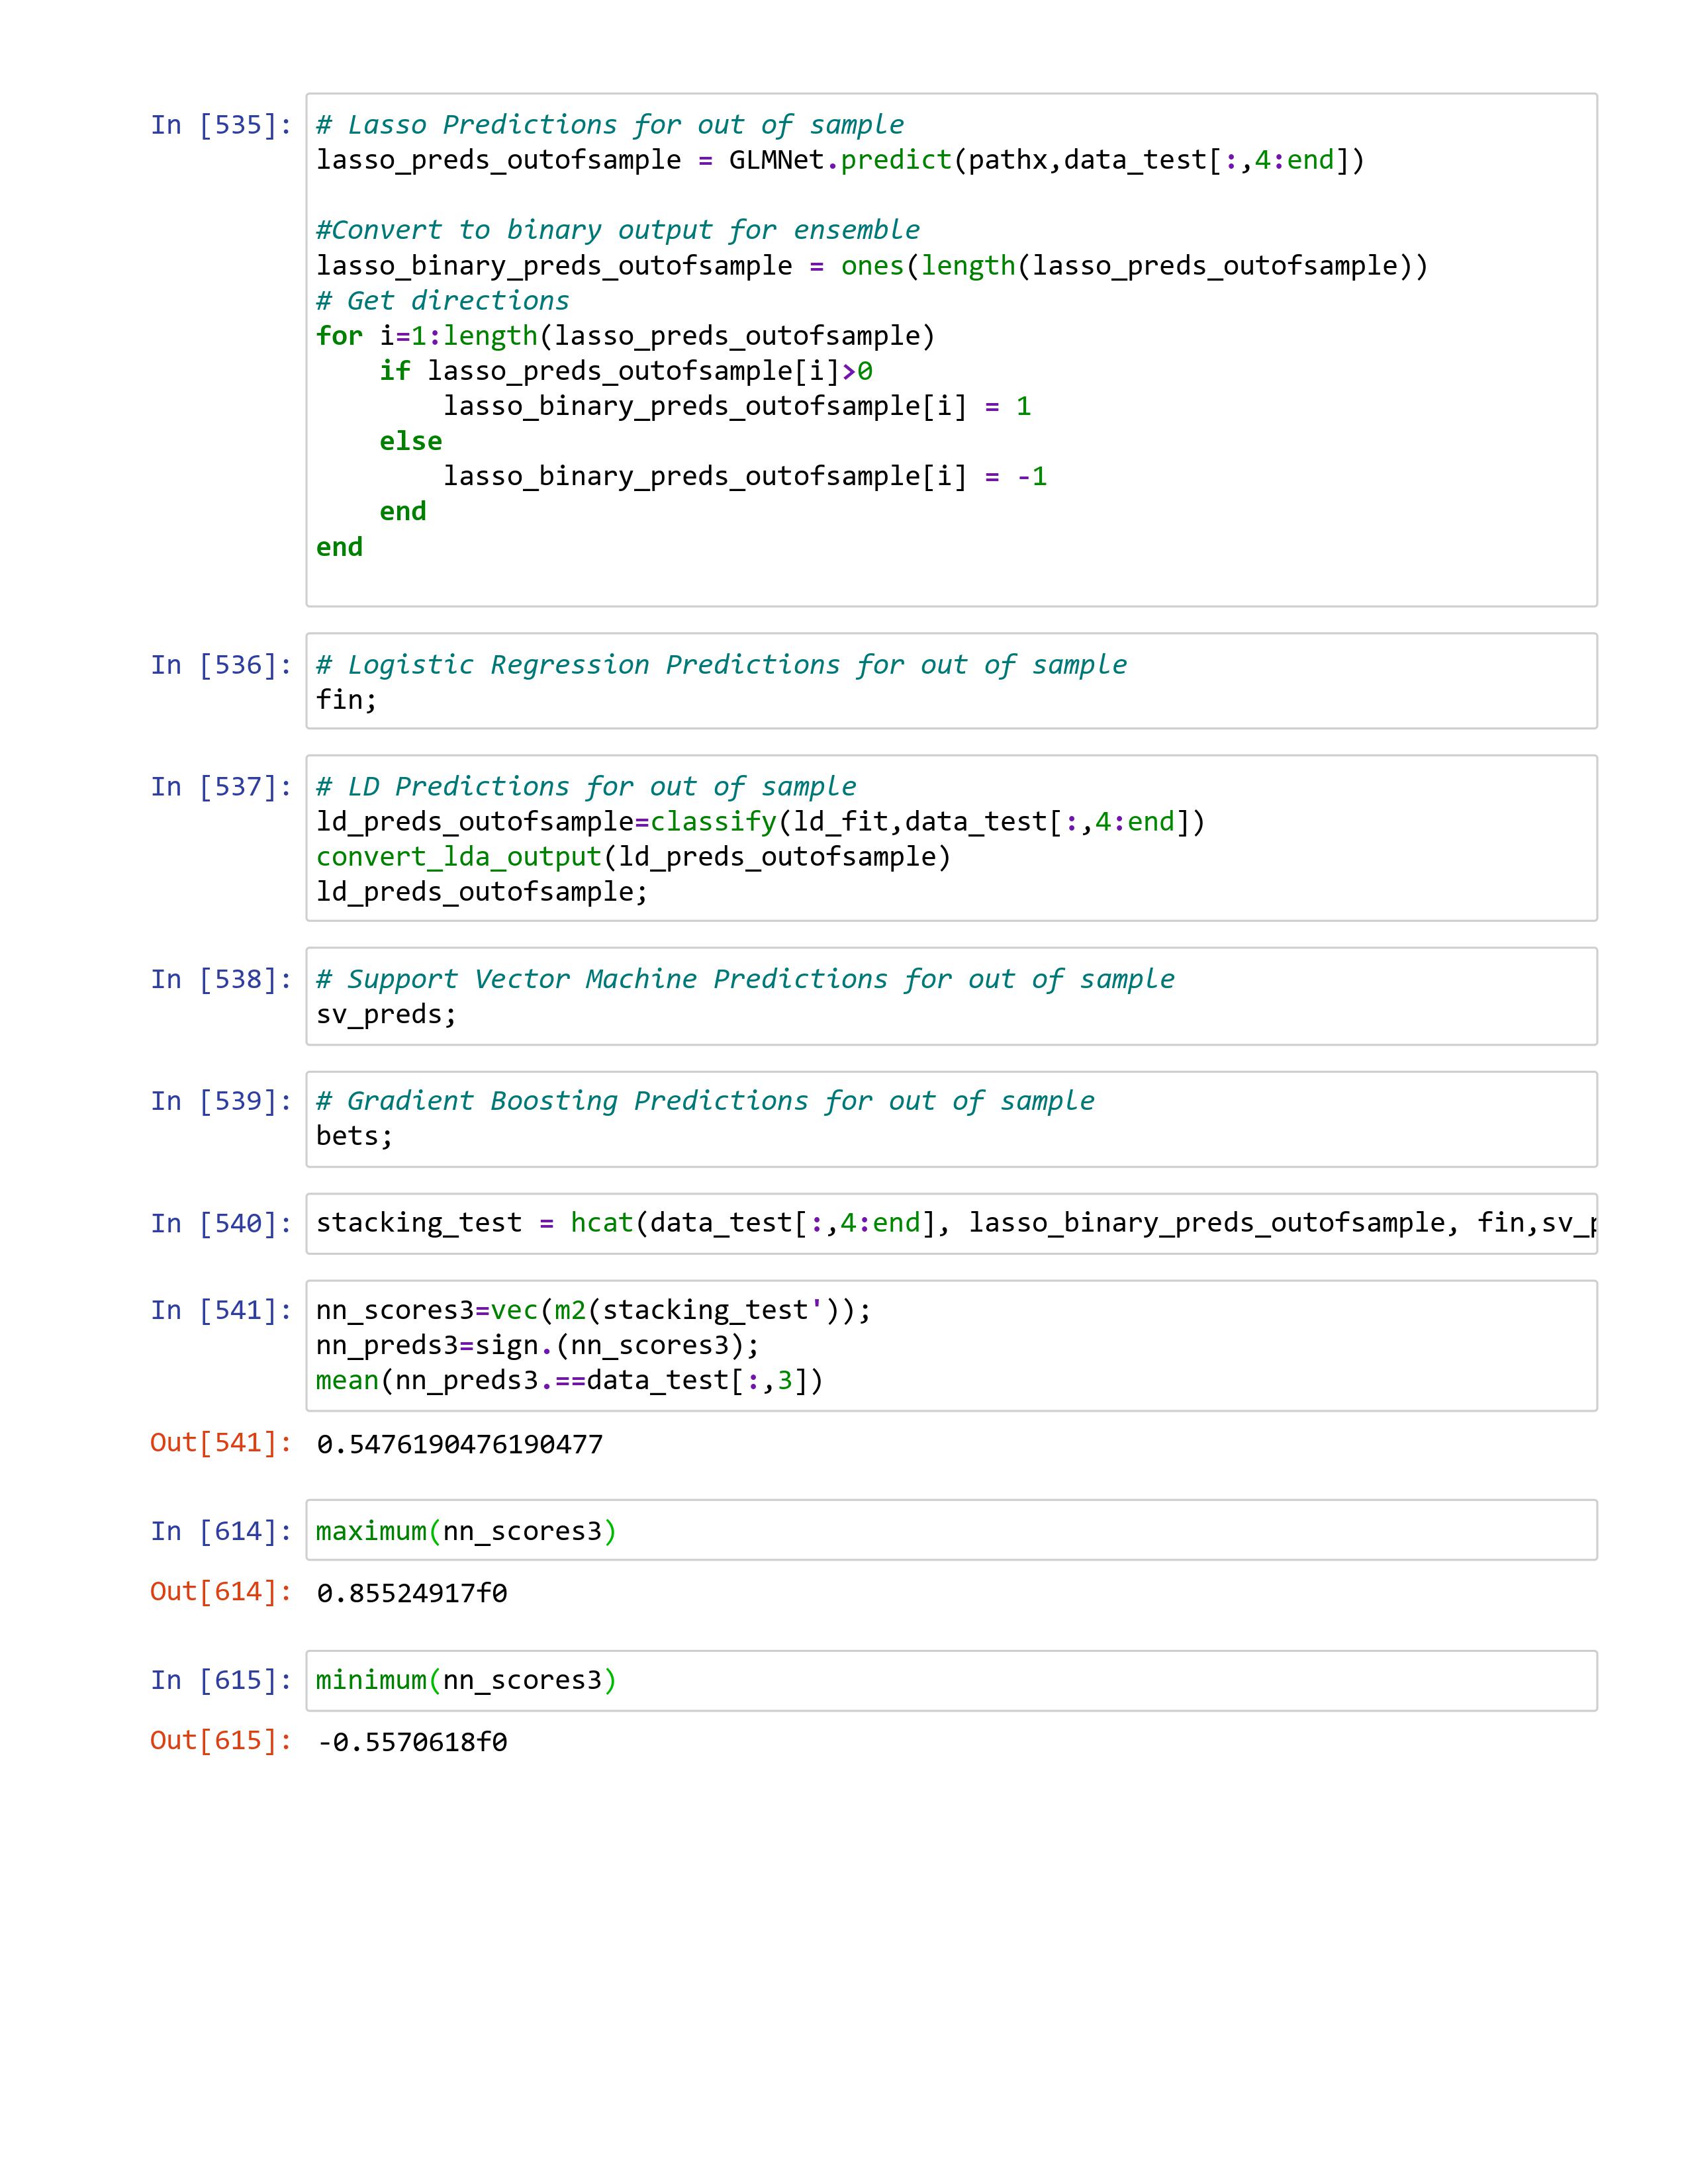 In [535]: # Lasso Predictions for out of sample
lasso_preds_outofsample = GLMNet.predict(pathx,data_test[:,4:end])
#Convert to binary output for ensemble
lasso_binary_preds_outofsample = ones(length(lasso_preds_outofsample))
# Get directions
for i=1:length(lasso_preds_outofsample)
    if lasso_preds_outofsample[i]>0
        lasso_binary_preds_outofsample[i] = 1
    else
        lasso_binary_preds_outofsample[i] = -1
    end
end
In [536]: # Logistic Regression Predictions for out of sample
fin;
In [537]: # LD Predictions for out of sample
ld_preds_outofsample=classify(ld_fit,data_test[:,4:end])
convert_lda_output(ld_preds_outofsample)
ld_preds_outofsample;
In [538]: # Support Vector Machine Predictions for out of sample
sv_preds;
In [539]: # Gradient Boosting Predictions for out of sample
bets;
In [540]: stacking_test = hcat(data_test[:,4:end], lasso_binary_preds_outofsample, fin,sv_p
In [541]: nn_scores3=vec(m2(stacking_test'));
nn_preds3=sign.(nn_scores3);
mean(nn_preds3.==data_test[:,3])
Out[541]: 0.5476190476190477
In [614]: maximum(nn_scores3)
Out[614]: 0.85524917f0
In [615]: minimum(nn_scores3)
Out[615]: -0.5570618f0